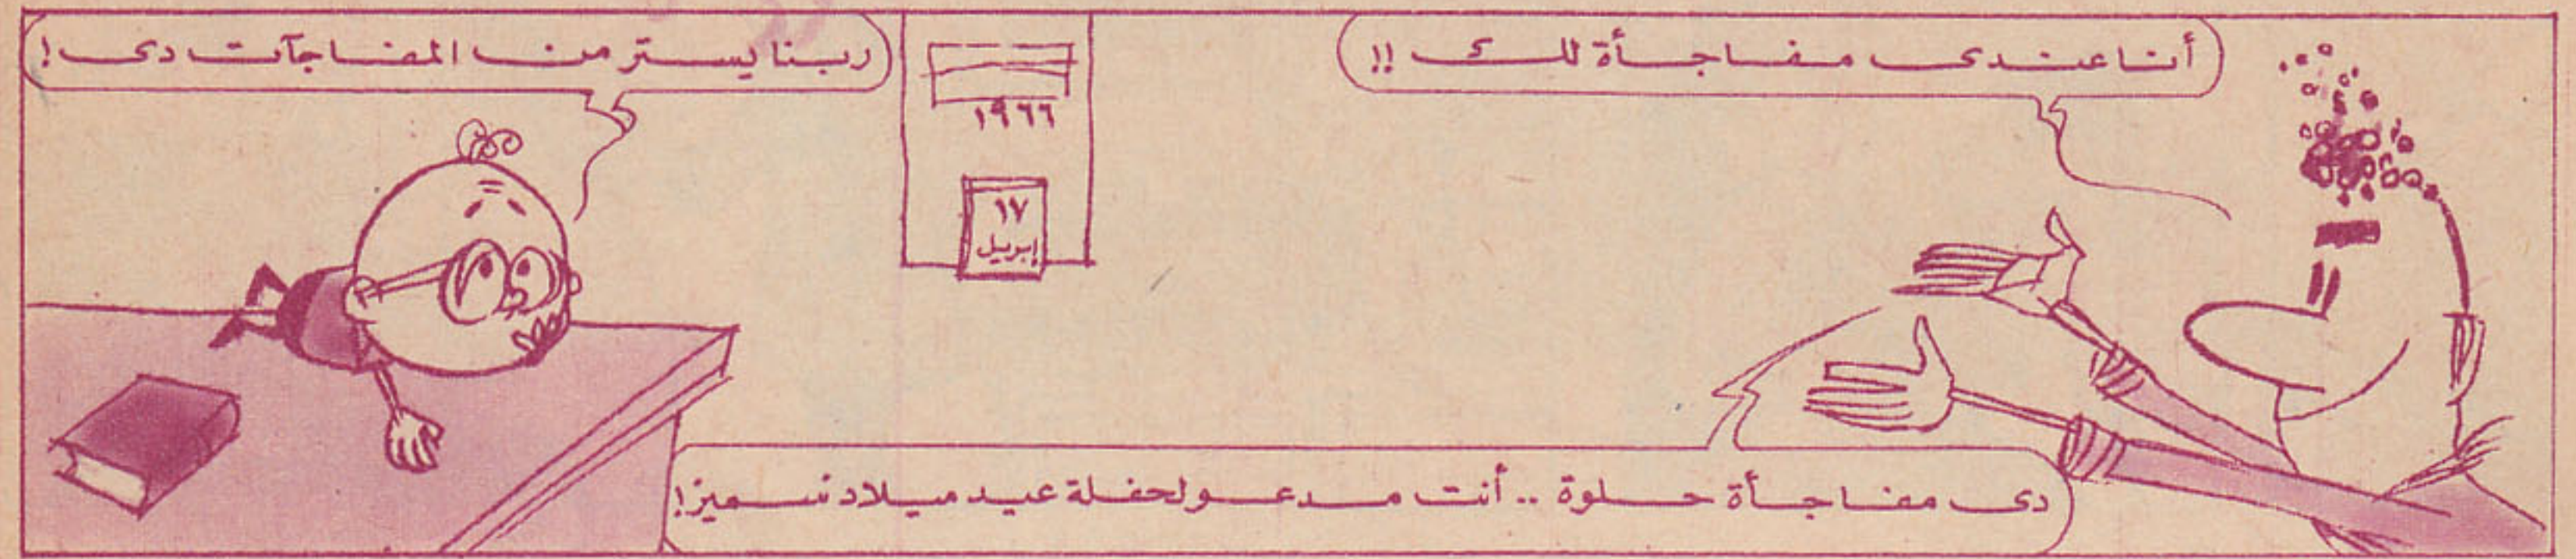 أنا عندى مفاجأة لك !!
ربنا يستر من المفاجآت دى !
١٩٦٦
١٧
إبريل
دى مفاجأة حلوة .. أنت مدعو لحفلة عيد ميلاد سميز !